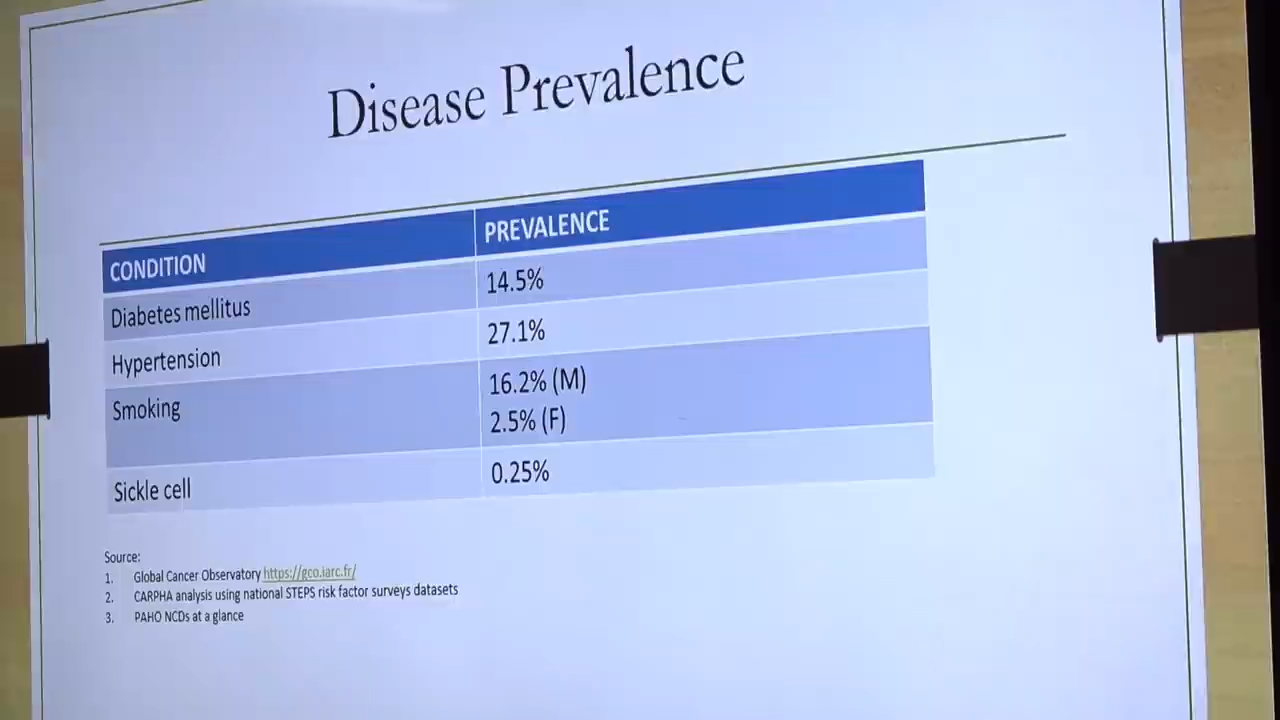 Disease Prevalence
CONDITION PREVALENCE
Diabetes mellitus 14.5%
Hypertension 27.1%
Smoking 16.2% (M)
2.5% (F)
Sickle cell 0.25%
Source:
1. Global Cancer Observatory https://gco.iarc.fr/
2. CARPHA analysis using national STEPS risk factor surveys datasets
3. PAHO NCDs at a glance